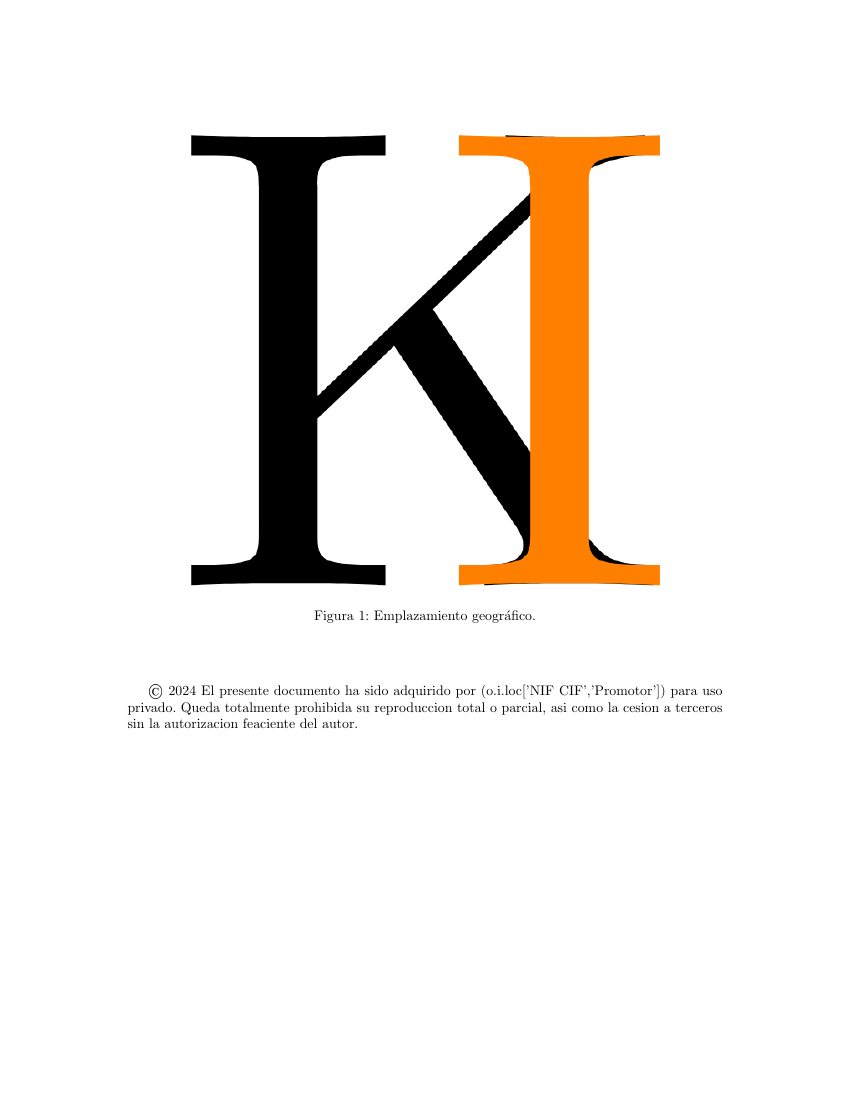 KI
Figura 1: Emplazamiento geográfico.
© 2024 El presente documento ha sido adquirido por (o.i.loc['NIF CIF','Promotor']) para uso
privado. Queda totalmente prohibida su reproduccion total o parcial, asi como la cesion a terceros
sin la autorizacion feaciente del autor.